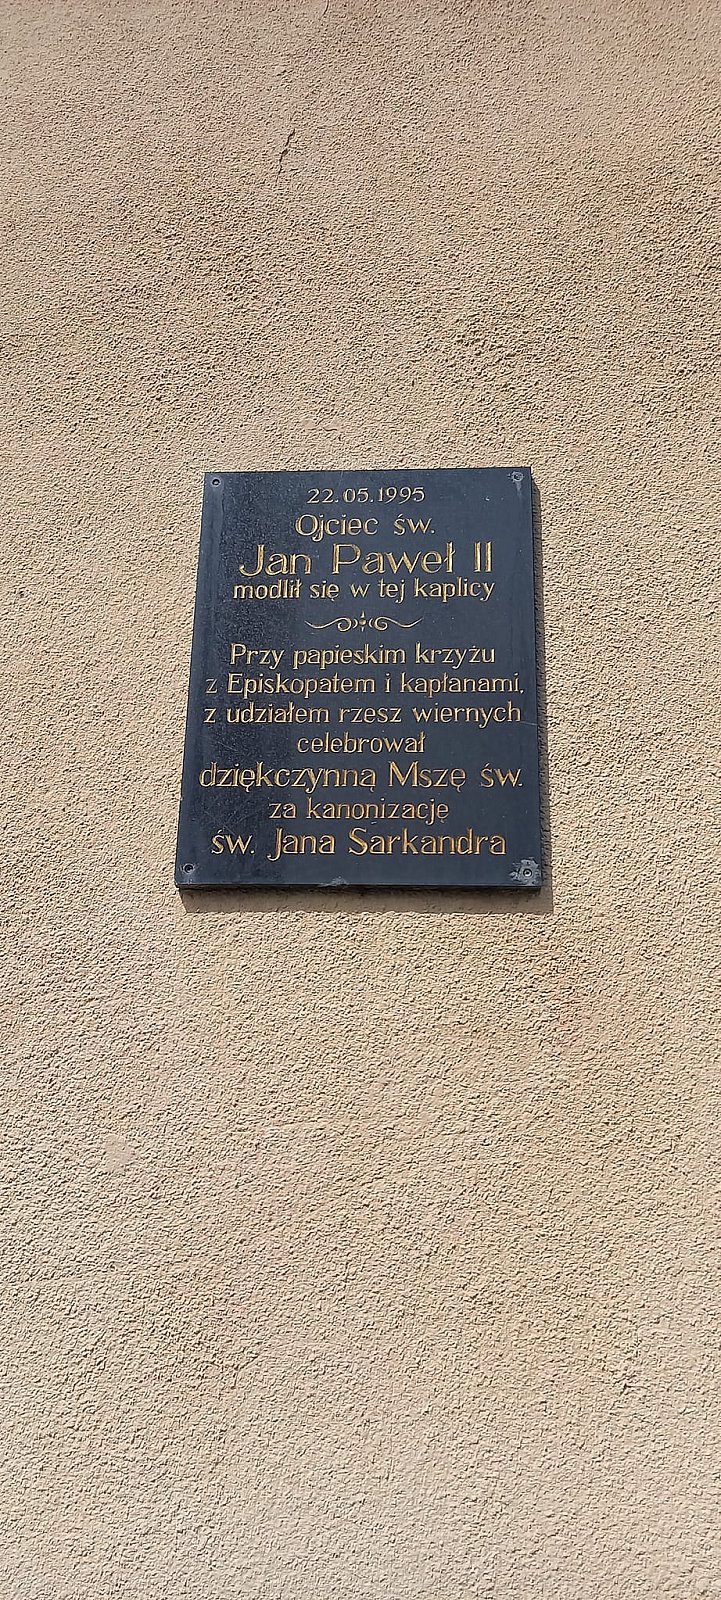 22.05.1995
Ojciec św.
Jan Paweł II
modlił się w tej kaplicy
Przy papieskim krzyżu
z Episkopatem i kapłanami,
z udziałem rzesz wiernych
celebrował
dziękczynną Mszę św.
za kanonizację
św. Jana Sarkandra